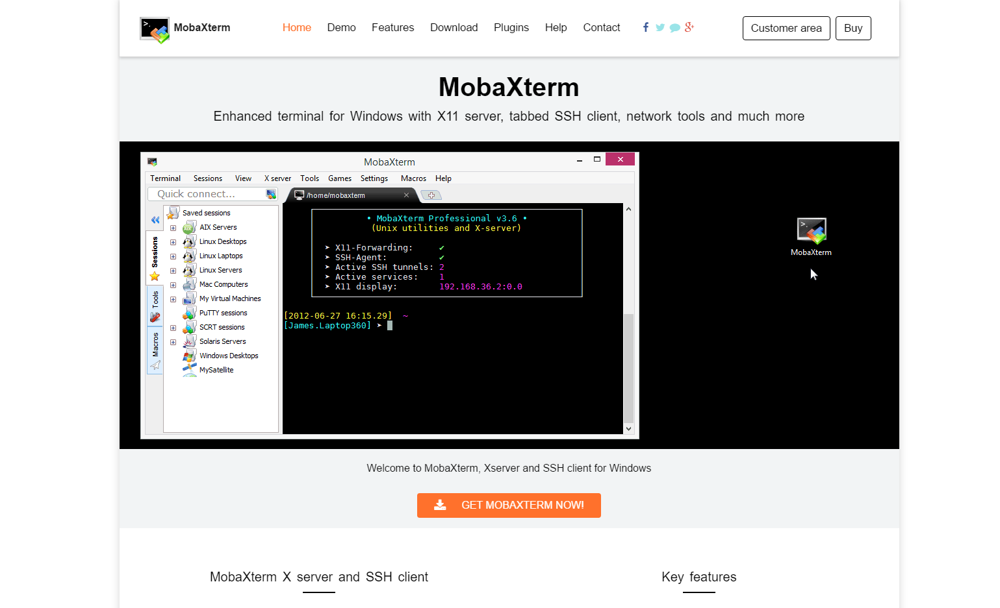 MobaXterm
Home Demo Features Download Plugins Help Contact
Customer area Buy
MobaXterm
Enhanced terminal for Windows with X11 server, tabbed SSH client, network tools and much more
MobaXterm
Terminal Sessions View X server Tools Games Settings Macros Help
Quick connect...
/home/mobaxterm
Sessions
Tools
Macros
Saved sessions
AIX Servers
Linux Desktops
Linux Laptops
Linux Servers
Mac Computers
My Virtual Machines
PuTTY sessions
SCRT sessions
Solaris Servers
Windows Desktops
MySatellite
• MobaXterm Professional v3.6 •
(Unix utilities and X-server)
➤ X11-Forwarding: ✔
➤ SSH-Agent: ✔
➤ Active SSH tunnels: 2
➤ Active services: 1
➤ X11 display: 192.168.36.2:0.0
[2012-06-27 16:15.29] ~
[James.Laptop360] ➤
MobaXterm
Welcome to MobaXterm, Xserver and SSH client for Windows
GET MOBAXTERM NOW!
MobaXterm X server and SSH client
Key features